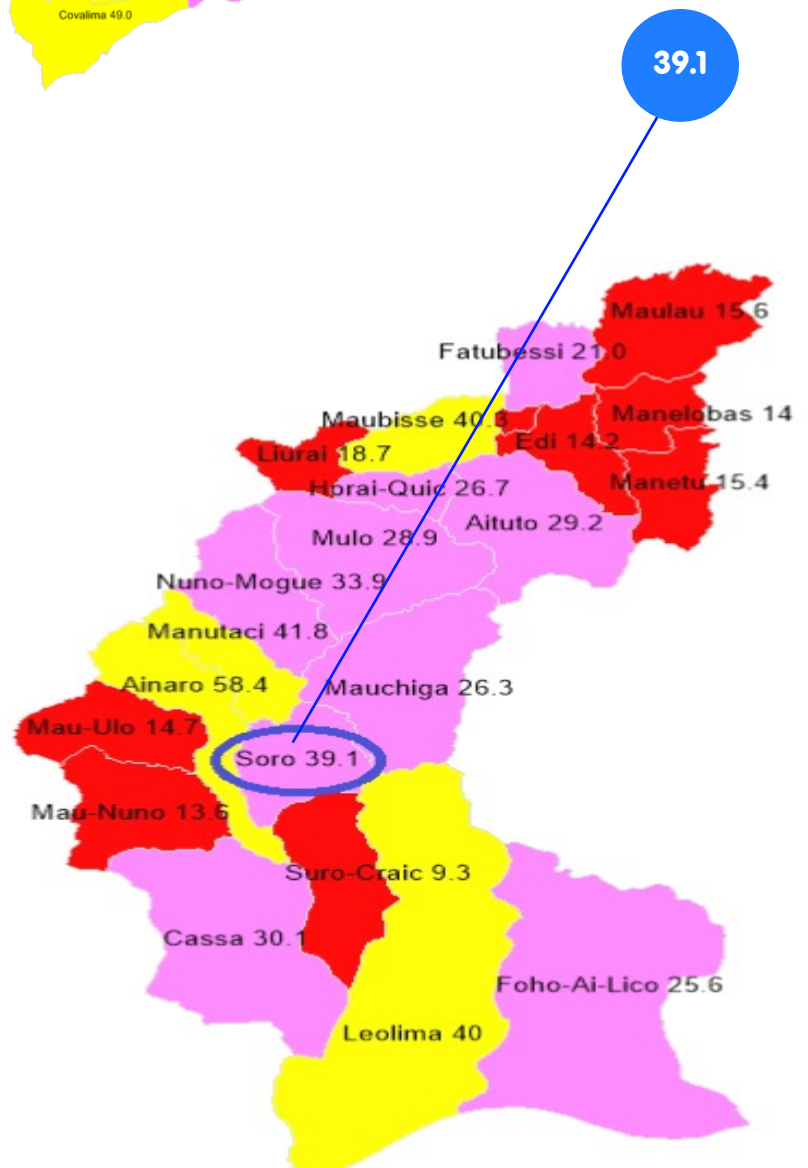 Covalima 49.0
39.1
Maulau 15.6
Fatubessi 21.0
Maubisse 40.3
Manelobas 14
Edi 14.2
Liurai 18.7
Manetu 15.4
Horai-Quic 26.7
Aituto 29.2
Mulo 28.9
Nuno-Mogue 33.9
Manutaci 41.8
Ainaro 58.4
Mauchiga 26.3
Mau-Ulo 14.7
Soro 39.1
Mau-Nuno 13.6
Suro-Craic 9.3
Cassa 30.1
Foho-Ai-Lico 25.6
Leolima 40